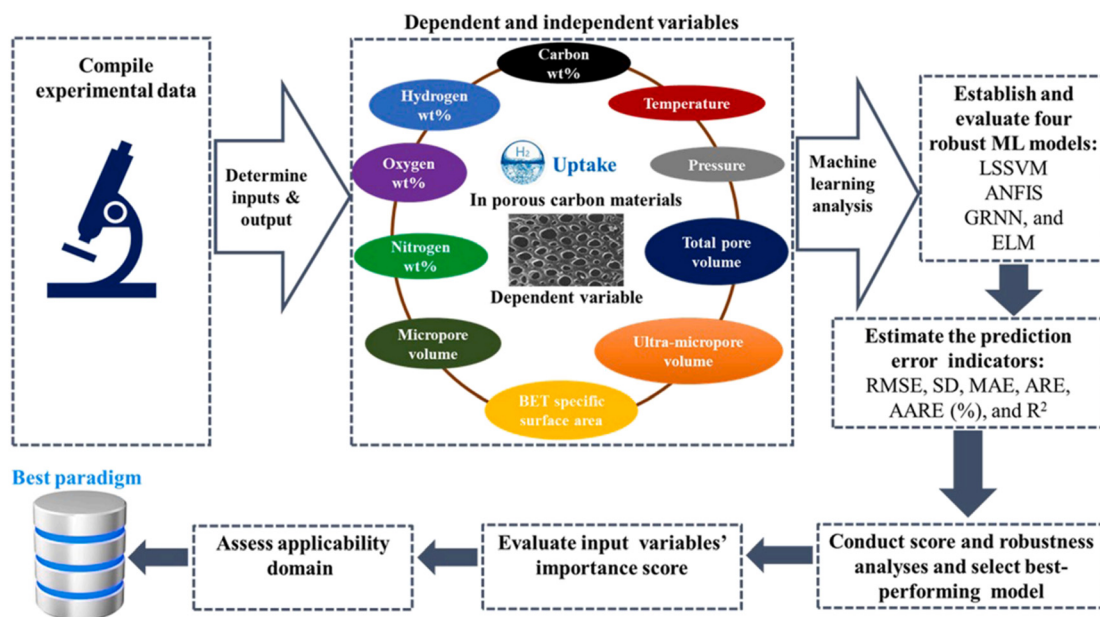 Compile
experimental data
Determine
inputs &
output
Dependent and independent variables
Carbon
wt%
Hydrogen
wt%
Temperature
Oxygen
wt%
H2
Uptake
Pressure
In porous carbon materials
Nitrogen
wt%
Total pore
volume
Dependent variable
Micropore
volume
Ultra-micropore
volume
BET specific
surface area
Machine
learning
analysis
Establish and
evaluate four
robust ML models:
LSSVM
ANFIS
GRNN, and
ELM
Estimate the prediction
error indicators:
RMSE, SD, MAE, ARE,
AARE (%), and R²
Conduct score and robustness
analyses and select best-
performing model
Evaluate input variables’
importance score
Assess applicability
domain
Best paradigm